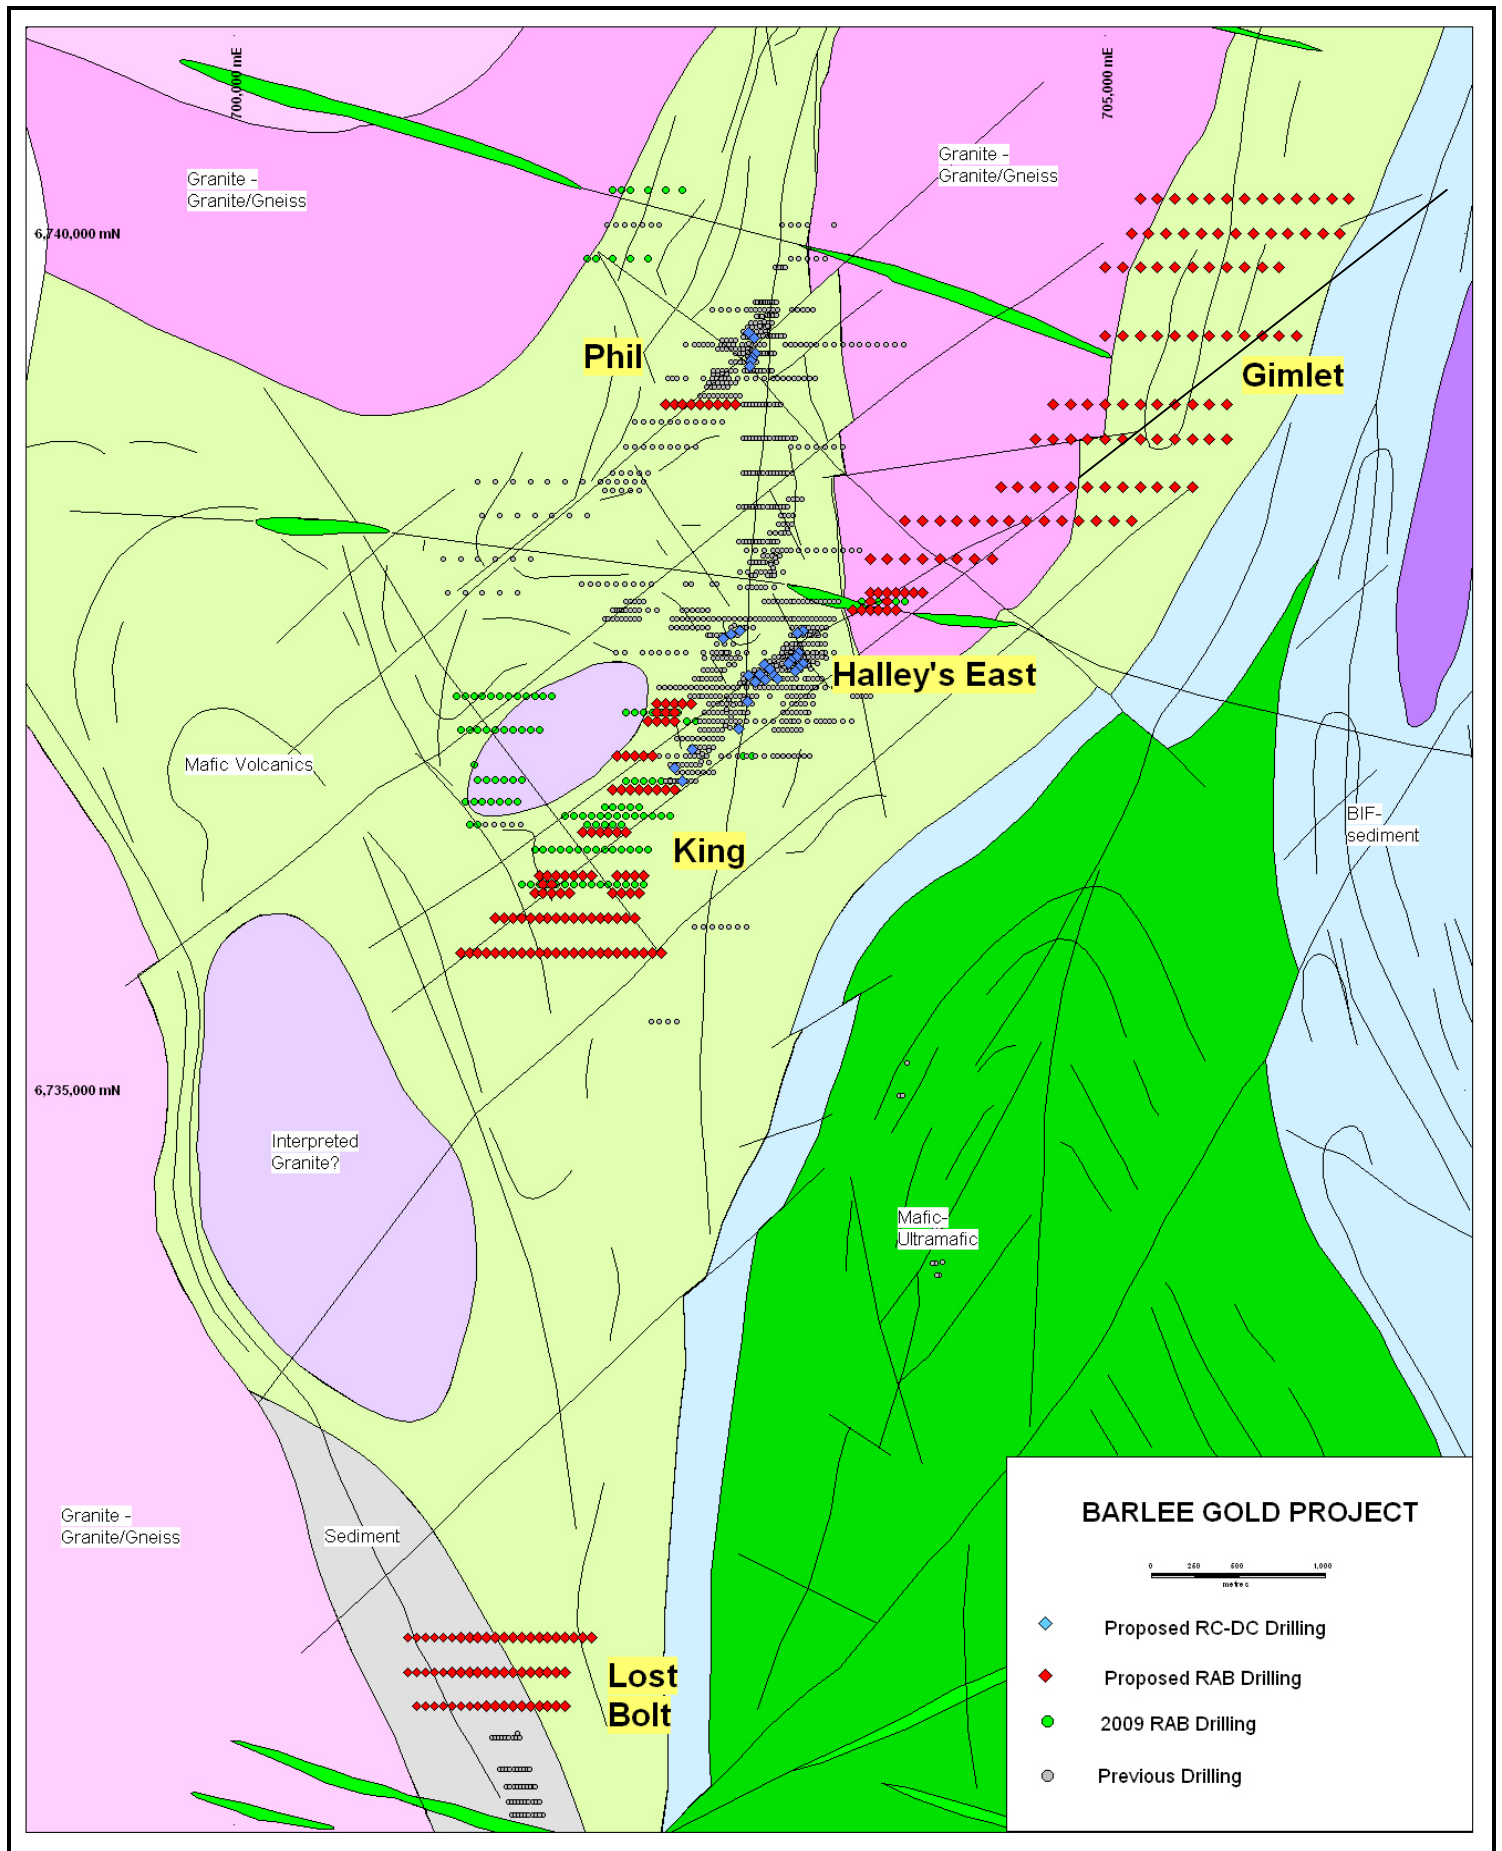 700,000 mE
705,000 mE
Granite -
Granite/Gneiss
Granite -
Granite/Gneiss
6,740,000 mN
Phil
Gimlet
Halley's East
Mafic Volcanics
BIF-
sediment
King
6,735,000 mN
Interpreted
Granite?
Mafic-
Ultramafic
Granite -
Granite/Gneiss
Sediment
Lost
Bolt
BARLEE GOLD PROJECT
0 250 500 1,000
metres
Proposed RC-DC Drilling
Proposed RAB Drilling
2009 RAB Drilling
Previous Drilling